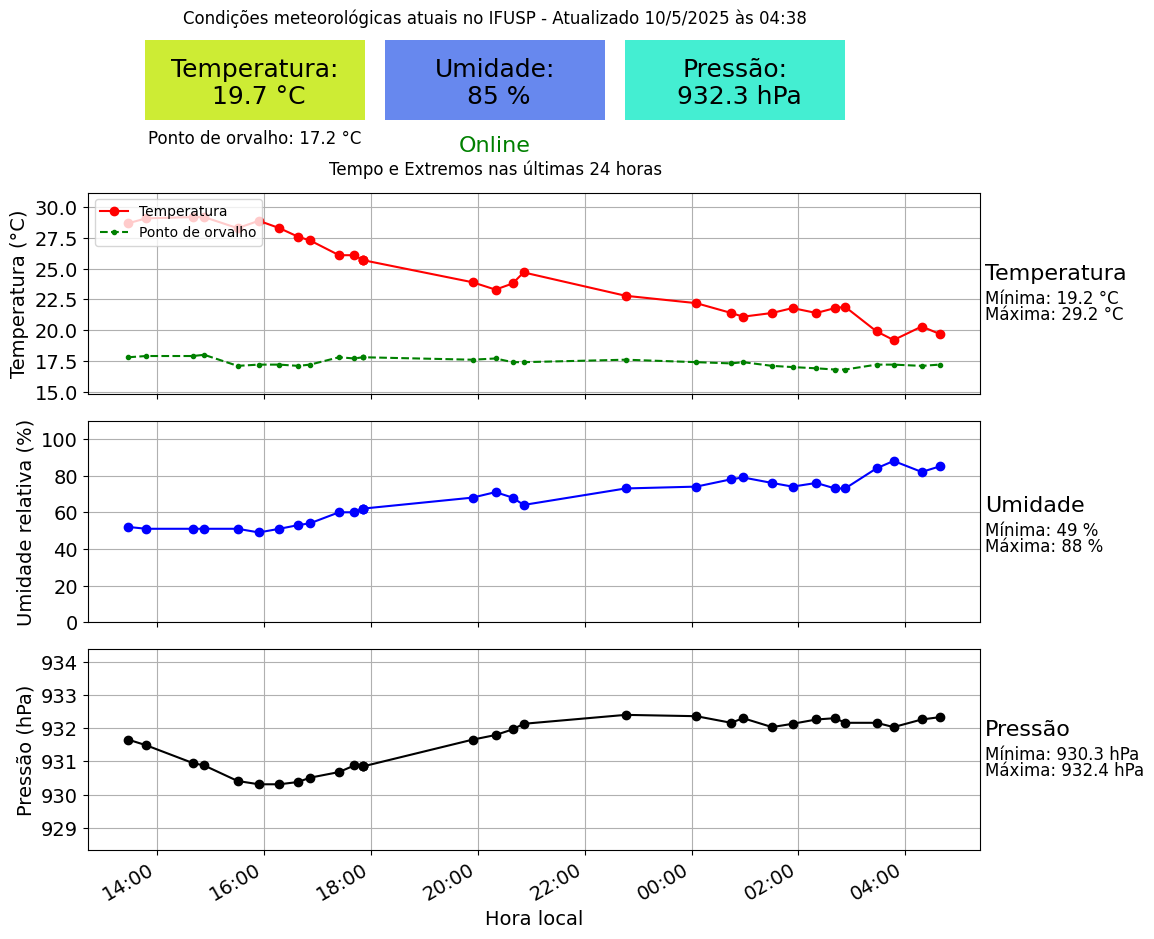 Condições meteorológicas atuais no IFUSP - Atualizado 10/5/2025 às 04:38
Temperatura:
19.7 °C
Umidade:
85 %
Pressão:
932.3 hPa
Ponto de orvalho: 17.2 °C
Online
Tempo e Extremos nas últimas 24 horas
Temperatura (°C)
30.0
27.5
25.0
22.5
20.0
17.5
15.0
Temperatura
Ponto de orvalho
Temperatura
Mínima: 19.2 °C
Máxima: 29.2 °C
Umidade relativa (%)
100
80
60
40
20
0
Umidade
Mínima: 49 %
Máxima: 88 %
Pressão (hPa)
934
933
932
931
930
929
Pressão
Mínima: 930.3 hPa
Máxima: 932.4 hPa
14:00
16:00
18:00
20:00
22:00
00:00
02:00
04:00
Hora local